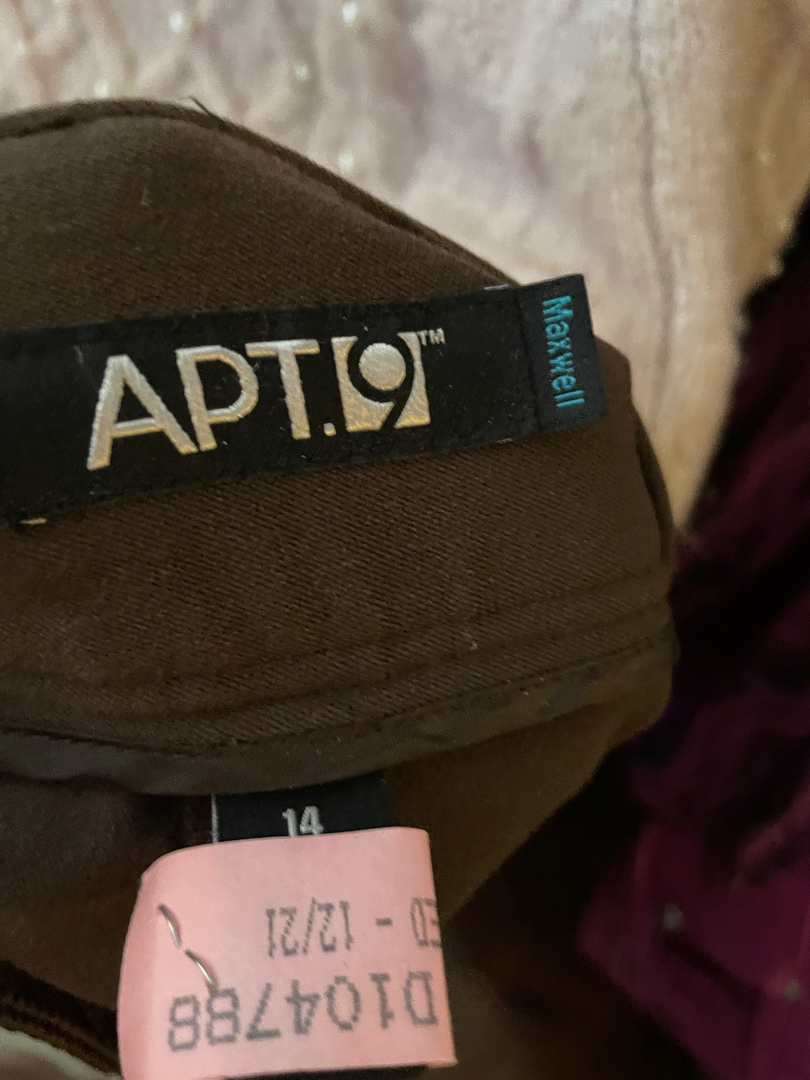 APT.9™
Maxwell
14
D104788
ED - 12/21